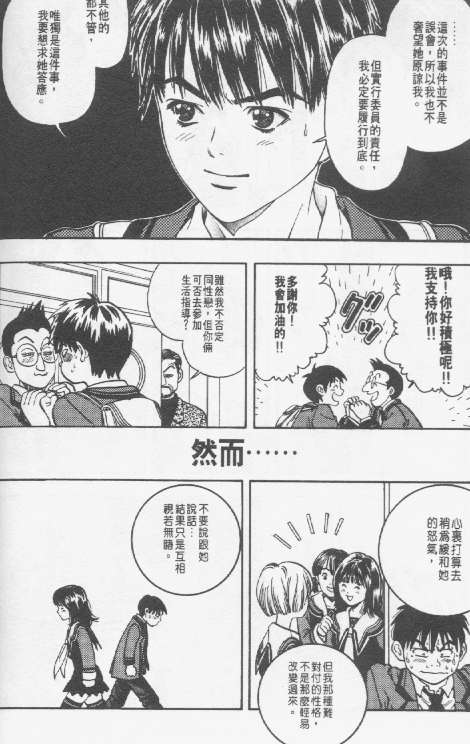 ……
這次的事件並不是
誤會，所以我也不
奢望她原諒我。
但實行委員的責任，
我必定要履行到底。
其他的
都不管，
唯獨是這件事，
我要懇求她答應。
哦！你好積極呢!!
我支持你!!
グッ
多謝你！
我會加油的!!
雖然我不否定
同性戀，但你倆
可否去參加
生活指導？
然而……
心裏打算去
稍為緩和她
的怒氣，
但我那種難
對付的性格，
不是那麼輕易
改變過來。
不要說跟她
說話…
結果只是互相
視若無睹。